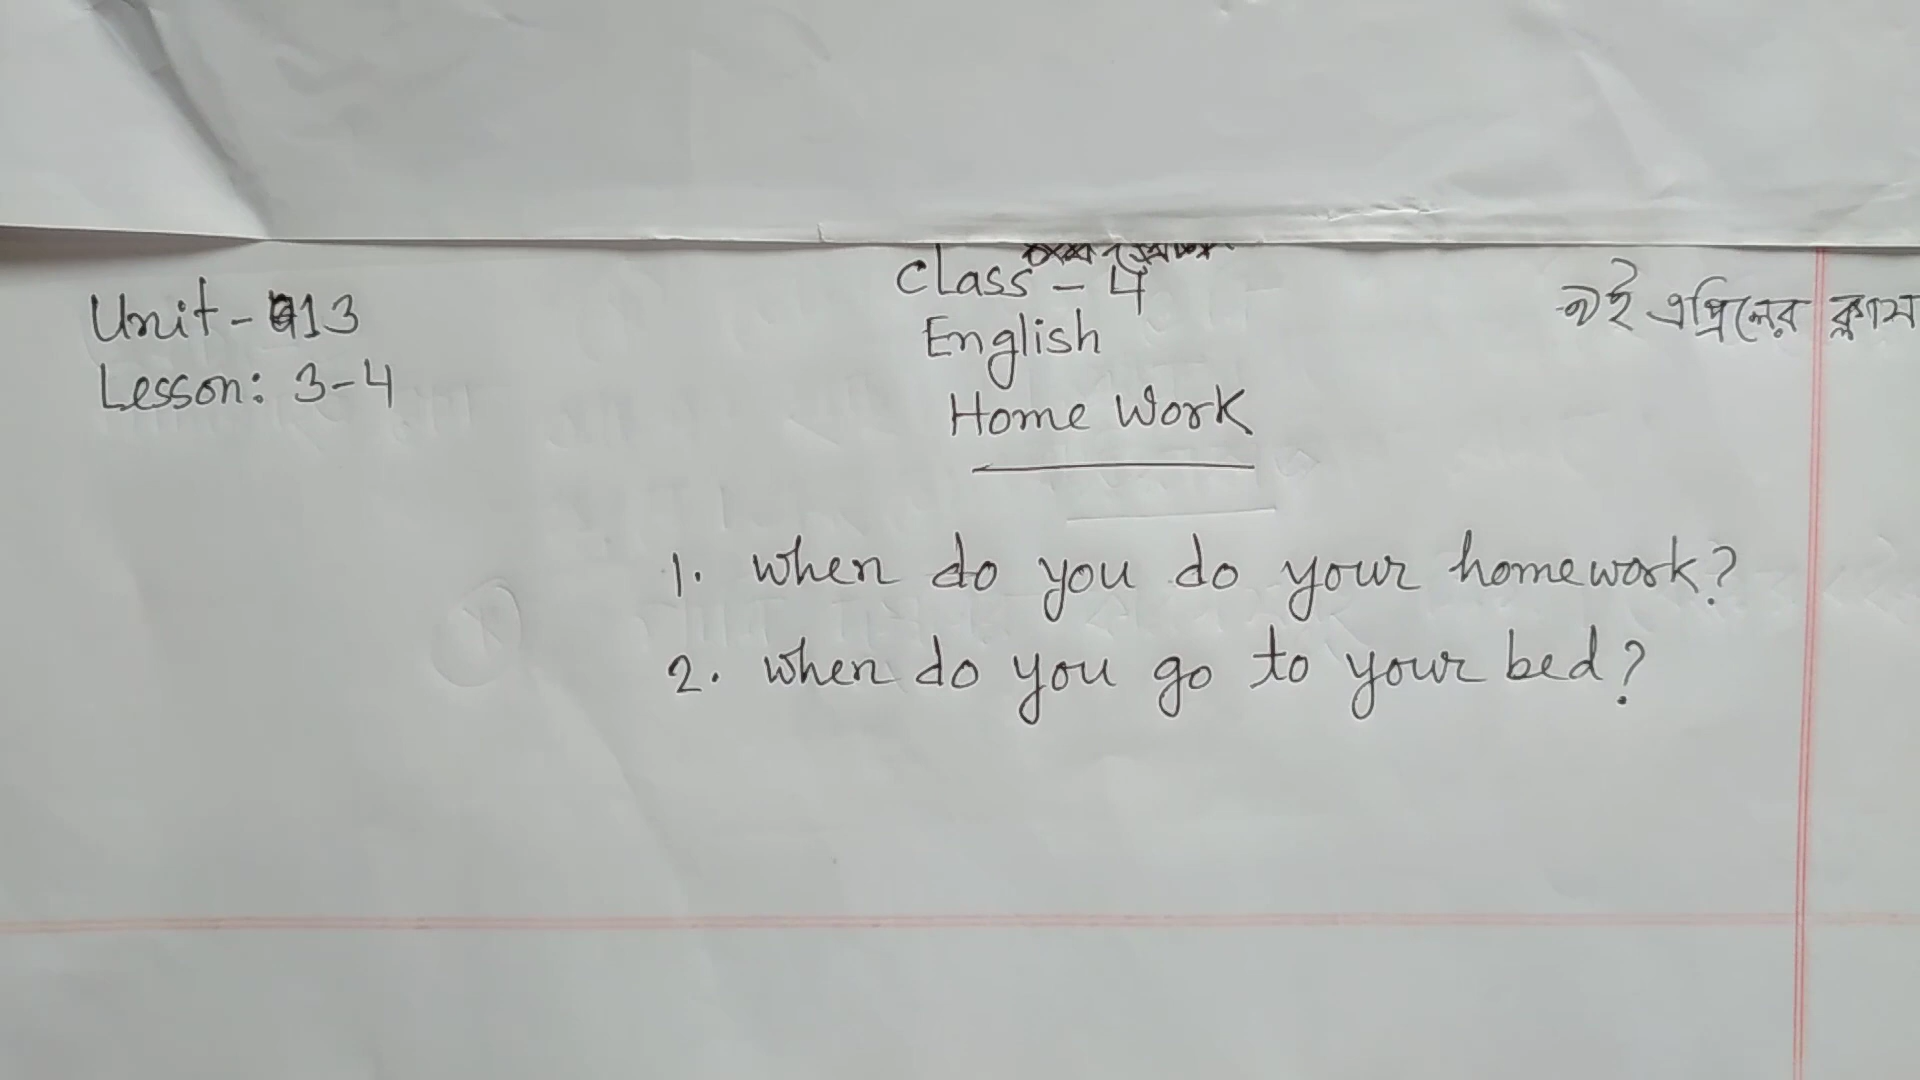 Class - 4
Unit - 13
English
Lesson: 3-4
Home Work
এপ্রিলের ক্লাস
1. when do you do your homework?
2. when do you go to your bed?